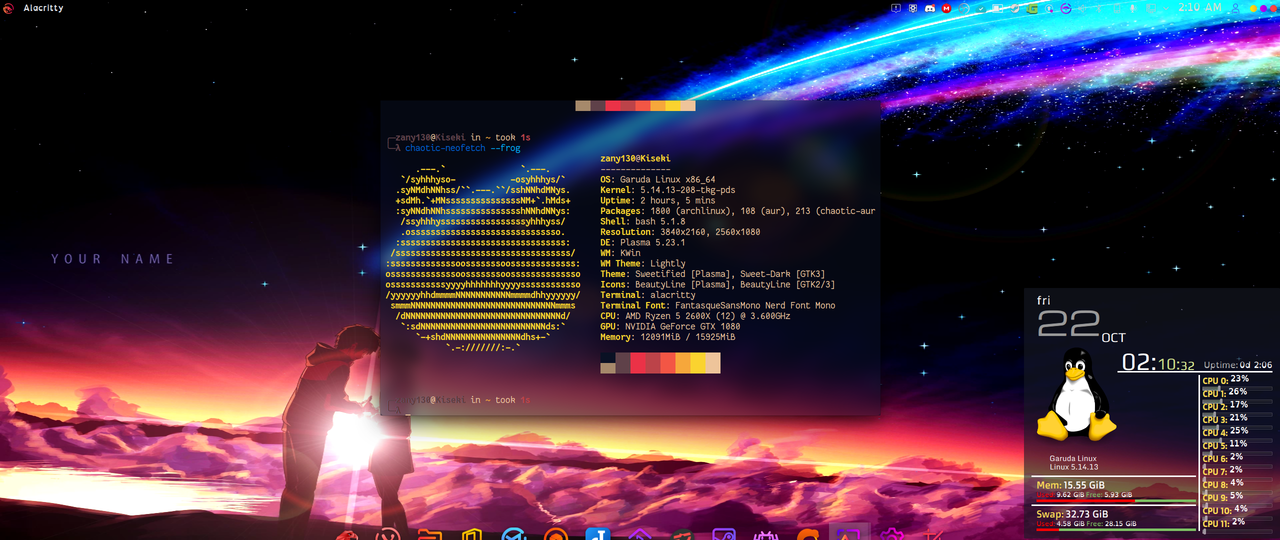 Alacritty
2:10 AM
zany130@Kiseki in ~ took 1s
λ chaotic-neofetch --frog
zany130@Kiseki
--------------
OS: Garuda Linux x86_64
Kernel: 5.14.13-208-tkg-pds
Uptime: 2 hours, 5 mins
Packages: 1800 (archlinux), 108 (aur), 213 (chaotic-aur
Shell: bash 5.1.8
Resolution: 3840x2160, 2560x1080
DE: Plasma 5.23.1
WM: KWin
WM Theme: Lightly
Theme: Sweetified [Plasma], Sweet-Dark [GTK3]
Icons: BeautyLine [Plasma], BeautyLine [GTK2/3]
Terminal: alacritty
Terminal Font: FantasqueSansMono Nerd Font Mono
CPU: AMD Ryzen 5 2600X (12) @ 3.600GHz
GPU: NVIDIA GeForce GTX 1080
Memory: 12091MiB / 15925MiB
zany130@Kiseki in ~ took 1s
YOUR NAME
fri
22 OCT
02:10:32
Uptime: 0d 2:06
CPU 0: 23%
CPU 1: 26%
CPU 2: 17%
CPU 3: 21%
CPU 4: 25%
CPU 5: 11%
CPU 6: 2%
CPU 7: 2%
CPU 8: 4%
CPU 9: 5%
CPU 10: 4%
CPU 11: 2%
Garuda Linux
Linux 5.14.13
Mem: 15.55 GiB
Used: 9.62 GiB Free: 5.93 GiB
Swap: 32.73 GiB
Used: 4.58 GiB Free: 28.15 GiB